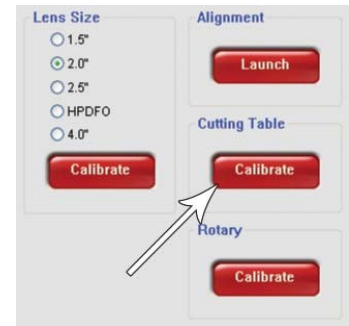 Lens Size
1.5"
2.0"
2.5"
HPDFO
4.0"
Calibrate
Alignment
Launch
Cutting Table
Calibrate
Rotary
Calibrate